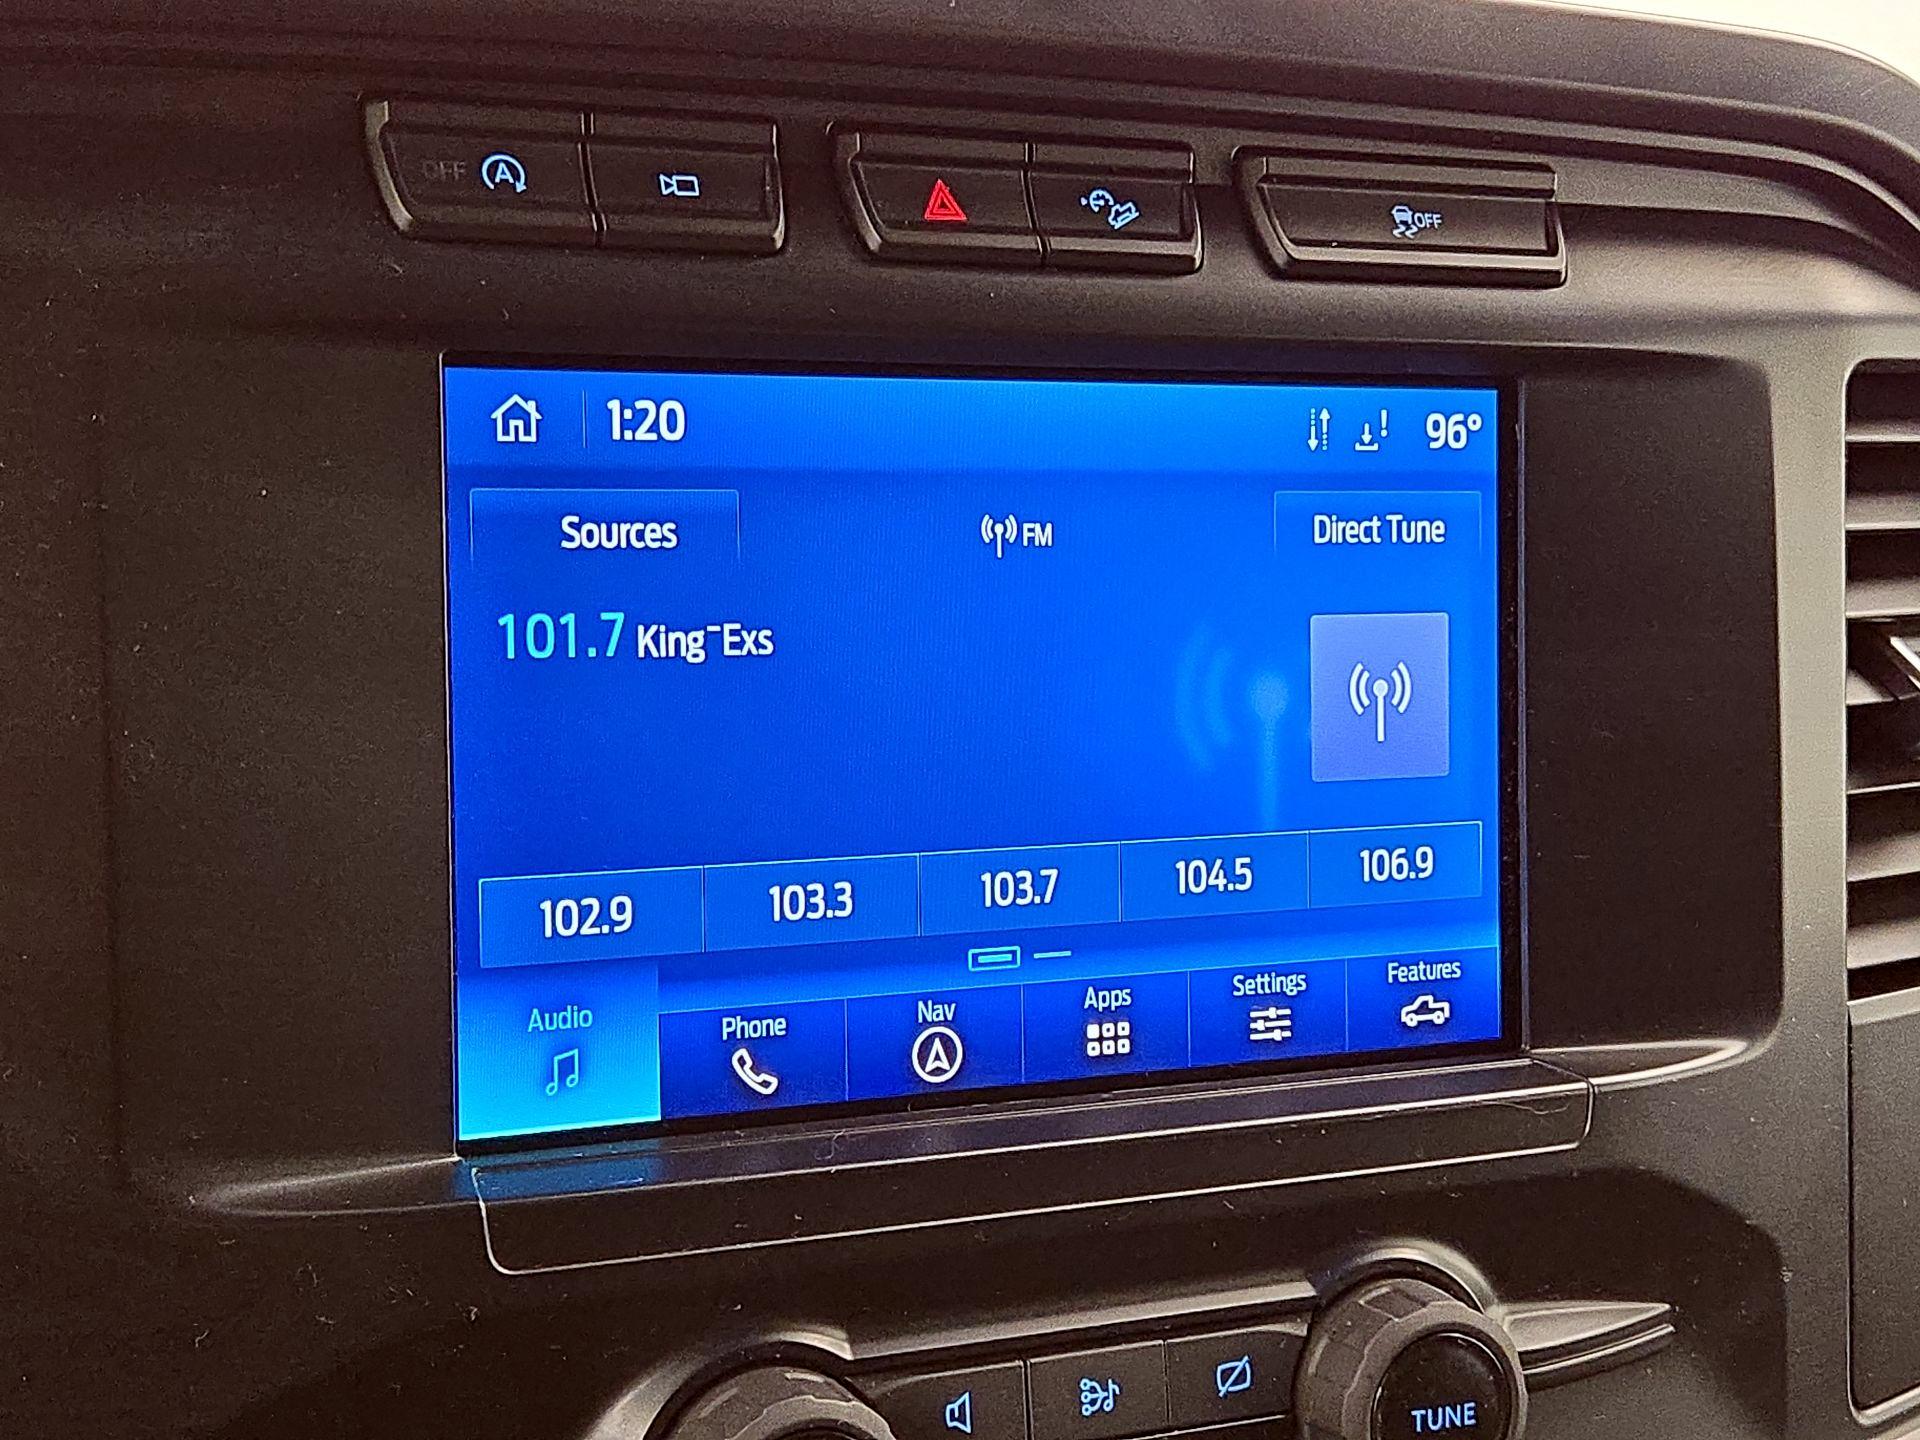 OFF A
OFF
1:20 96°
Sources FM Direct Tune
101.7 King-Exs
102.9 103.3 103.7 104.5 106.9
Audio Phone Nav Apps Settings Features
TUNE